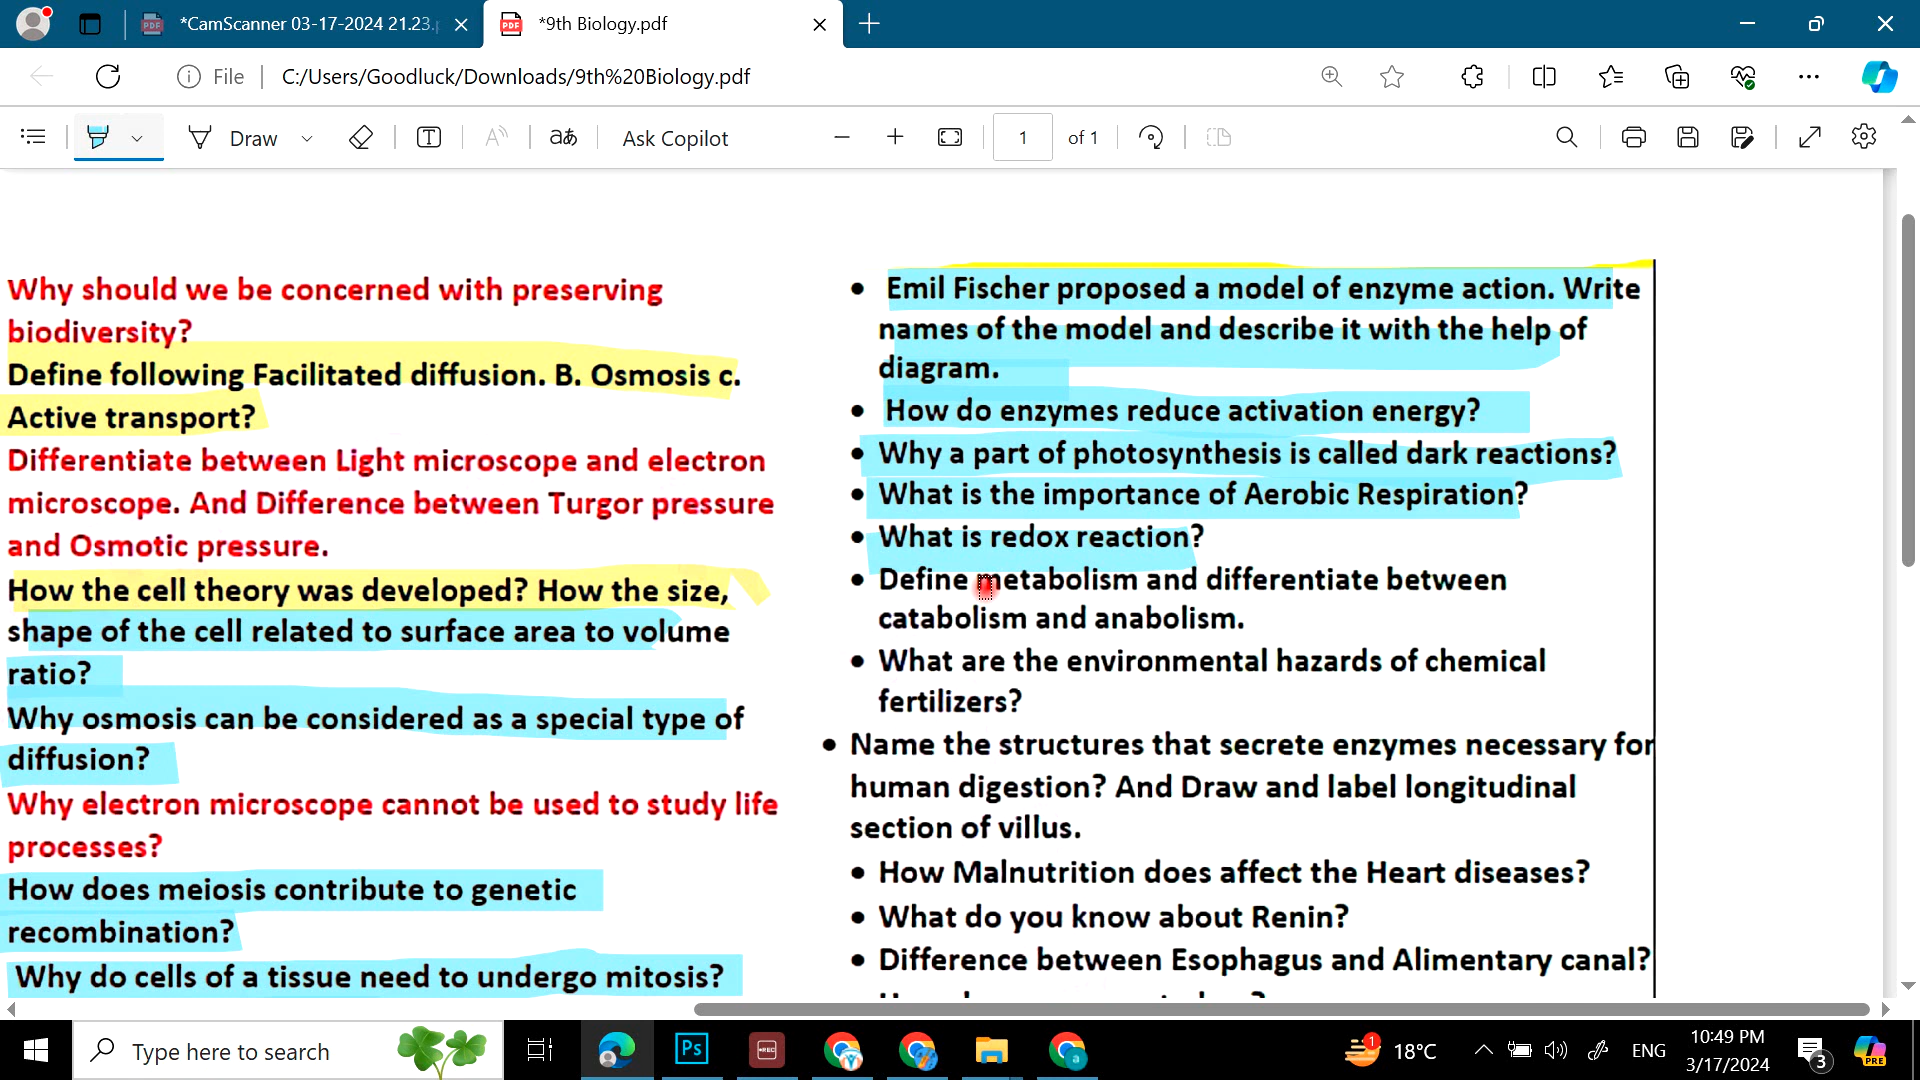 *CamScanner 03-17-2024 21.23.
*9th Biology.pdf
File
C:/Users/Goodluck/Downloads/9th%20Biology.pdf
Draw
Ask Copilot
1
of 1
Why should we be concerned with preserving
biodiversity?
Define following Facilitated diffusion. B. Osmosis c.
Active transport?
Differentiate between Light microscope and electron
microscope. And Difference between Turgor pressure
and Osmotic pressure.
How the cell theory was developed? How the size,
shape of the cell related to surface area to volume
ratio?
Why osmosis can be considered as a special type of
diffusion?
Why electron microscope cannot be used to study life
processes?
How does meiosis contribute to genetic
recombination?
Why do cells of a tissue need to undergo mitosis?
• Emil Fischer proposed a model of enzyme action. Write
names of the model and describe it with the help of
diagram.
• How do enzymes reduce activation energy?
• Why a part of photosynthesis is called dark reactions?
• What is the importance of Aerobic Respiration?
• What is redox reaction?
• Define metabolism and differentiate between
catabolism and anabolism.
• What are the environmental hazards of chemical
fertilizers?
• Name the structures that secrete enzymes necessary for
human digestion? And Draw and label longitudinal
section of villus.
• How Malnutrition does affect the Heart diseases?
• What do you know about Renin?
• Difference between Esophagus and Alimentary canal?
Type here to search
Ps
REC
a
1
18°C
ENG
10:49 PM
3/17/2024
3
PRE